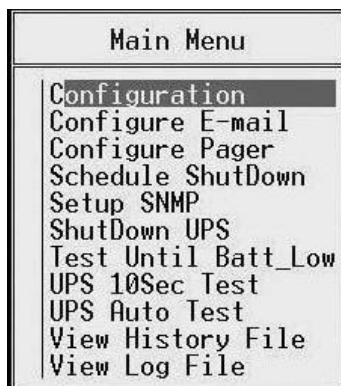 Main Menu
Configuration
Configure E-mail
Configure Pager
Schedule ShutDown
Setup SNMP
ShutDown UPS
Test Until Batt_Low
UPS 10Sec Test
UPS Auto Test
View History File
View Log File